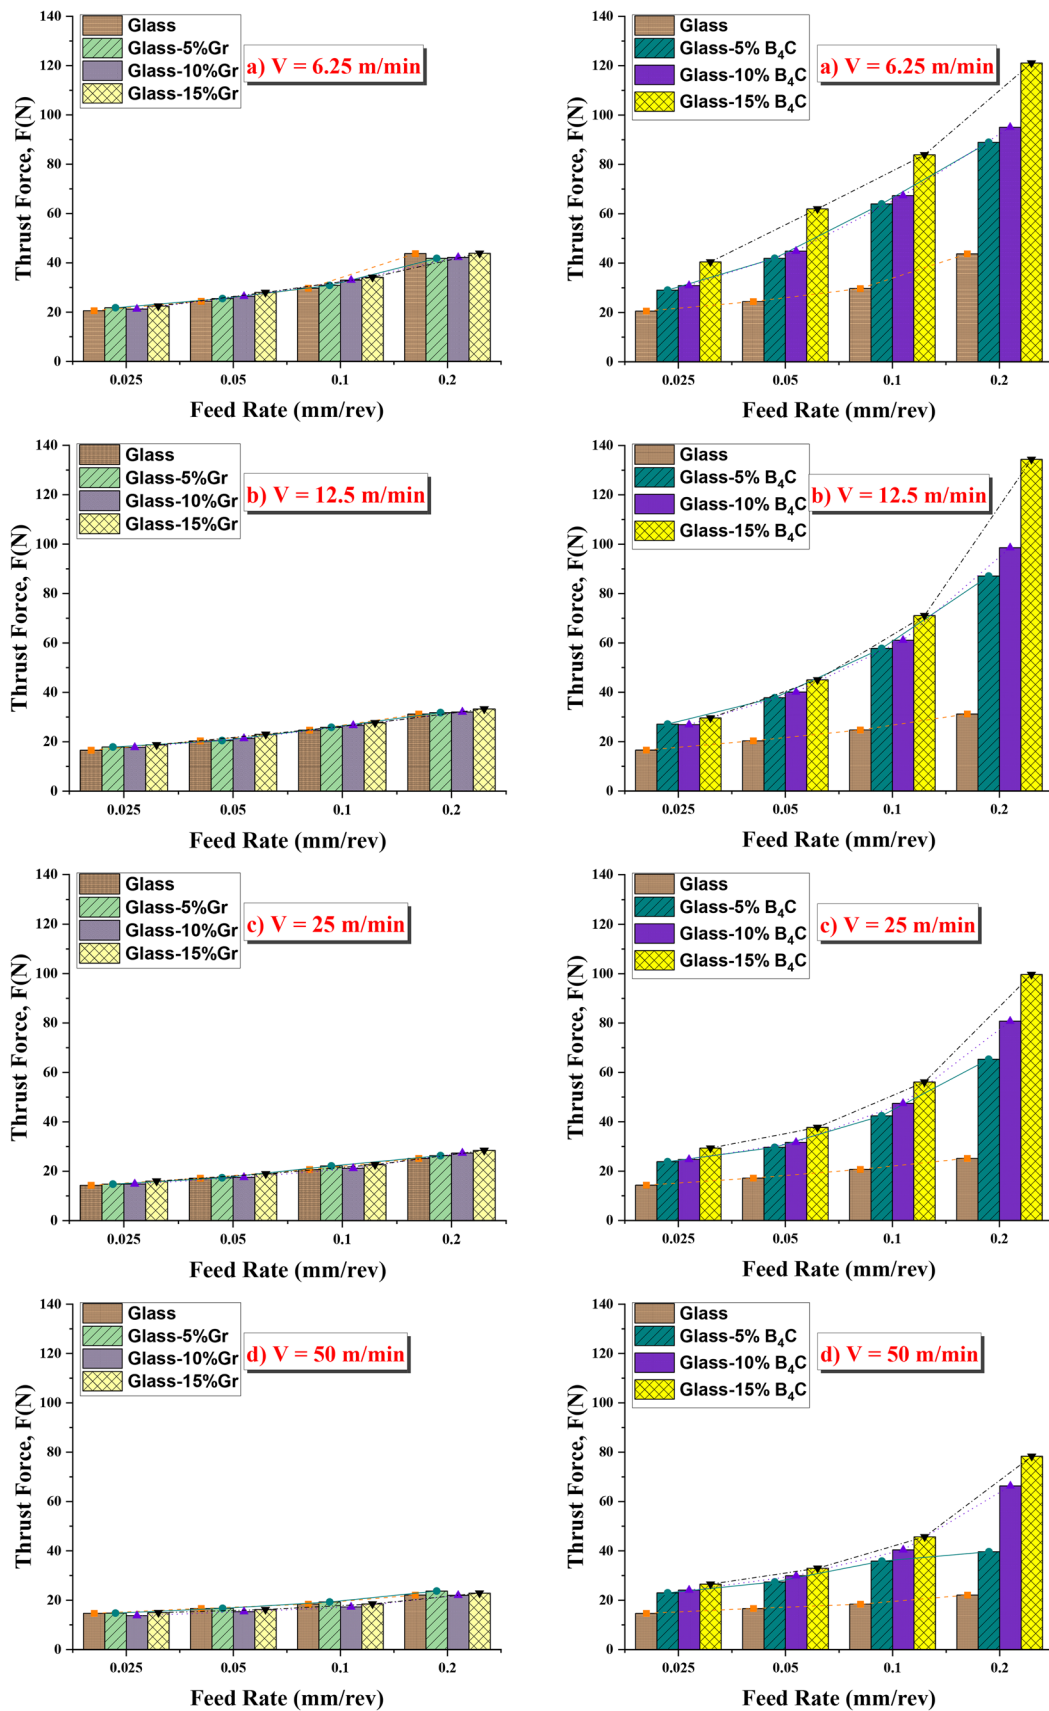 140
120
100
80
60
40
20
0
Thrust Force, F(N)
Glass
Glass-5%Gr
Glass-10%Gr
Glass-15%Gr
a) V = 6.25 m/min
0.025 0.05 0.1 0.2
Feed Rate (mm/rev)
140
120
100
80
60
40
20
0
Thrust Force, F(N)
Glass
Glass-5% B₄C
Glass-10% B₄C
Glass-15% B₄C
a) V = 6.25 m/min
0.025 0.05 0.1 0.2
Feed Rate (mm/rev)
140
120
100
80
60
40
20
0
Thrust Force, F(N)
Glass
Glass-5%Gr
Glass-10%Gr
Glass-15%Gr
b) V = 12.5 m/min
0.025 0.05 0.1 0.2
Feed Rate (mm/rev)
140
120
100
80
60
40
20
0
Thrust Force, F(N)
Glass
Glass-5% B₄C
Glass-10% B₄C
Glass-15% B₄C
b) V = 12.5 m/min
0.025 0.05 0.1 0.2
Feed Rate (mm/rev)
140
120
100
80
60
40
20
0
Thrust Force, F(N)
Glass
Glass-5%Gr
Glass-10%Gr
Glass-15%Gr
c) V = 25 m/min
0.025 0.05 0.1 0.2
Feed Rate (mm/rev)
140
120
100
80
60
40
20
0
Thrust Force, F(N)
Glass
Glass-5% B₄C
Glass-10% B₄C
Glass-15% B₄C
c) V = 25 m/min
0.025 0.05 0.1 0.2
Feed Rate (mm/rev)
140
120
100
80
60
40
20
0
Thrust Force, F(N)
Glass
Glass-5%Gr
Glass-10%Gr
Glass-15%Gr
d) V = 50 m/min
0.025 0.05 0.1 0.2
Feed Rate (mm/rev)
140
120
100
80
60
40
20
0
Thrust Force, F(N)
Glass
Glass-5% B₄C
Glass-10% B₄C
Glass-15% B₄C
d) V = 50 m/min
0.025 0.05 0.1 0.2
Feed Rate (mm/rev)